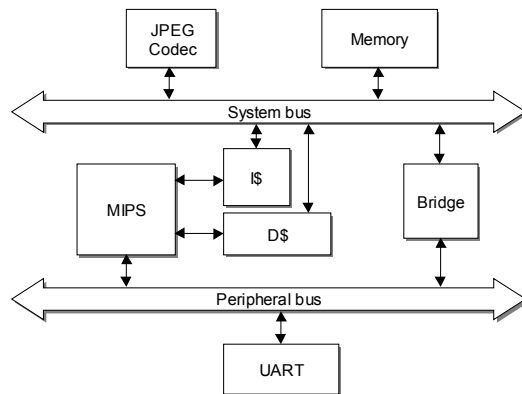 JPEG
Codec
Memory
System bus
I$
MIPS
Bridge
D$
Peripheral bus
UART